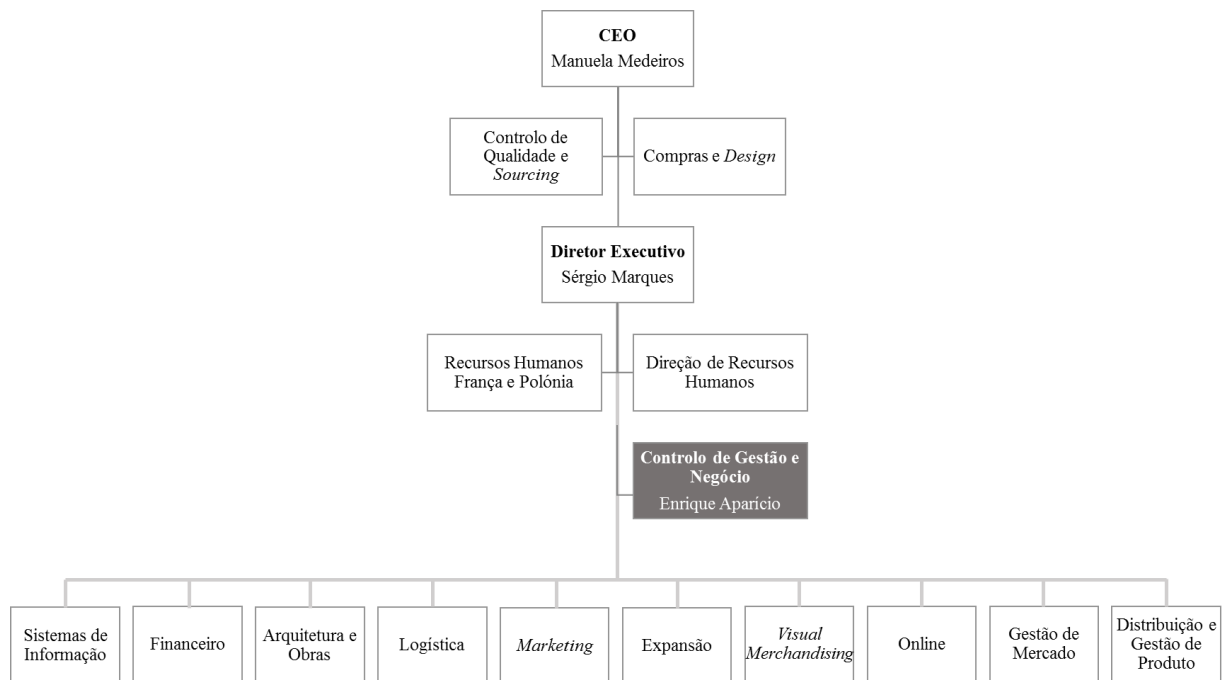 CEO
Manuela Medeiros
Controlo de
Qualidade e
Sourcing
Compras e Design
Diretor Executivo
Sérgio Marques
Recursos Humanos
França e Polónia
Direção de Recursos
Humanos
Controlo de Gestão e
Negócio
Enrique Aparício
Sistemas de
Informação
Financeiro
Arquitetura e
Obras
Logística
Marketing
Expansão
Visual
Merchandising
Online
Gestão de
Mercado
Distribuição e
Gestão de
Produto